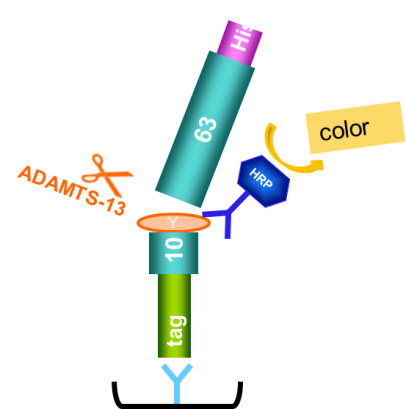 His
63
color
HRP
ADAMTS-13
Y
10
tag